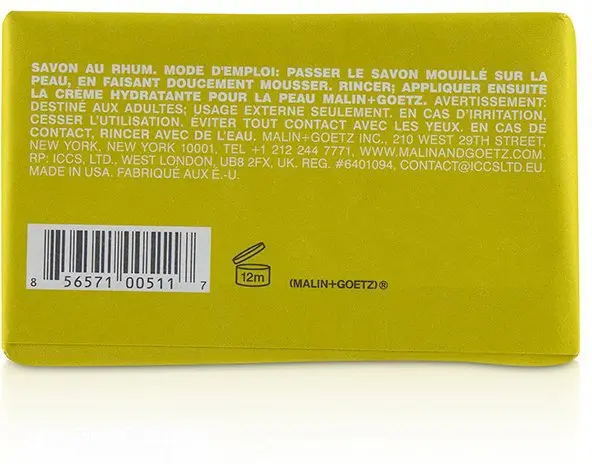 SAVON AU RHUM. MODE D'EMPLOI: PASSER LE SAVON MOUILLÉ SUR LA
PEAU, EN FAISANT DOUCEMENT MOUSSER. RINCER; APPLIQUER ENSUITE
LA CRÈME HYDRATANTE POUR LA PEAU MALIN+GOETZ. AVERTISSEMENT:
DESTINÉ AUX ADULTES; USAGE EXTERNE SEULEMENT. EN CAS D'IRRITATION,
CESSER L'UTILISATION. ÉVITER TOUT CONTACT AVEC LES YEUX. EN CAS DE
CONTACT, RINCER AVEC DE L'EAU. MALIN+GOETZ INC., 210 WEST 29TH STREET,
NEW YORK, NEW YORK 10001, TEL +1 212 244 7771, WWW.MALINANDGOETZ.COM.
RP: ICCS, LTD., WEST LONDON, UB8 2FX, UK. REG. #6401094, CONTACT@ICCSLTD.EU.
MADE IN USA. FABRIQUÉ AUX É.-U.
8 56571 00511 7
12m
(MALIN+GOETZ)®